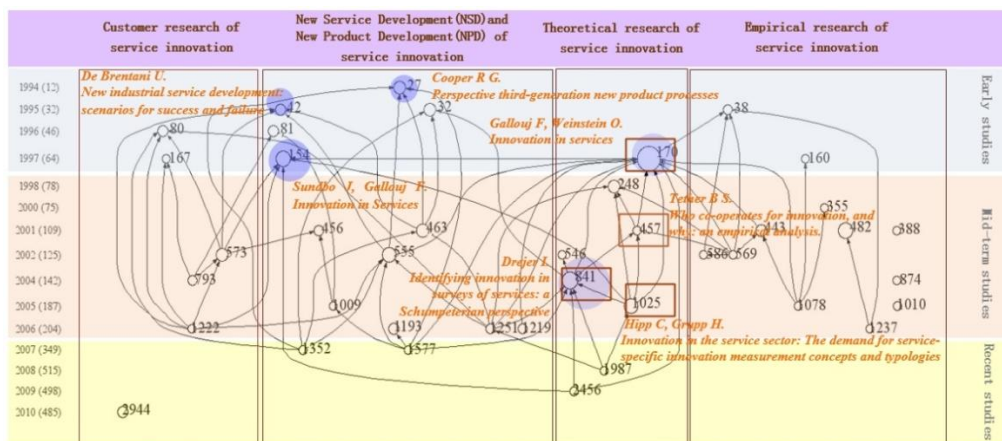 Customer research of
service innovation
New Service Development(NSD)and
New Product Development(NPD) of
service innovation
Theoretical research of
service innovation
Empirical research of
service innovation
De Brentani U.
New industrial service development:
scenarios for success and failure
Cooper R G.
Perspective third-generation new product processes
Gallouj F, Weinstein O.
Innovation in services
Sundbo J, Gallouj F.
Innovation in Services
Tether B S.
Who co-operates for innovation, and
why: an empirical analysis.
Drejer I.
Identifying innovation in
surveys of services: a
Schumpeterian perspective
Hipp C, Grupp H.
Innovation in the service sector: The demand for service-
specific innovation measurement concepts and typologies
1994 (12)
27
1995 (32)
42
32
38
1996 (46)
80
81
1997 (64)
167
154
170
160
1998 (78)
248
2000 (75)
355
2001 (109)
456
463
457
443
482
388
2002 (125)
573
555
546
586
569
2004 (142)
793
841
874
2005 (187)
1009
1025
1078
1010
2006 (204)
1222
1193
1251
1219
1237
2007 (349)
1352
1577
2008 (515)
1987
2009 (498)
2456
2010 (485)
2944
Early studies
Mid-term studies
Recent studies